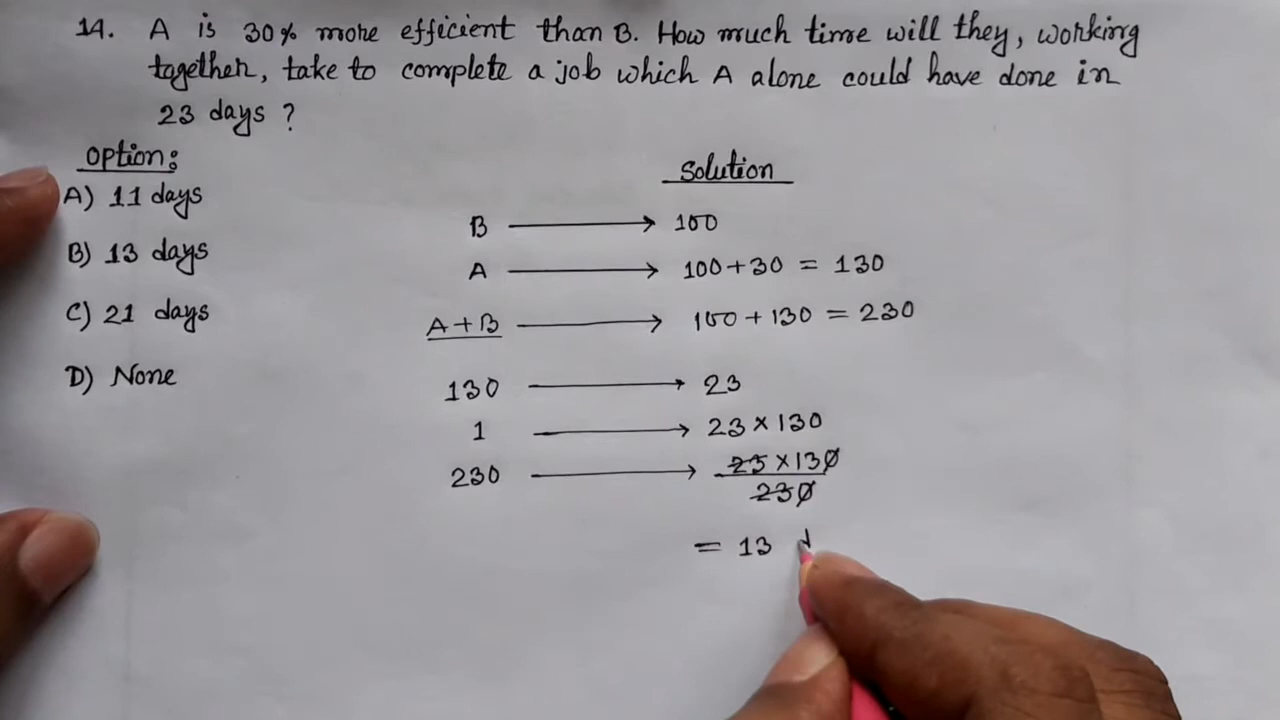 14. A is 30% more efficient than B. How much time will they, working
together, take to complete a job which A alone could have done in
23 days ?
option:
A) 11 days
B) 13 days
C) 21 days
D) None
Solution
B → 100
A → 100+30 = 130
A+B → 100+130 = 230
130 → 23
1 → 23×130
230 → 23×130
230
= 13 d